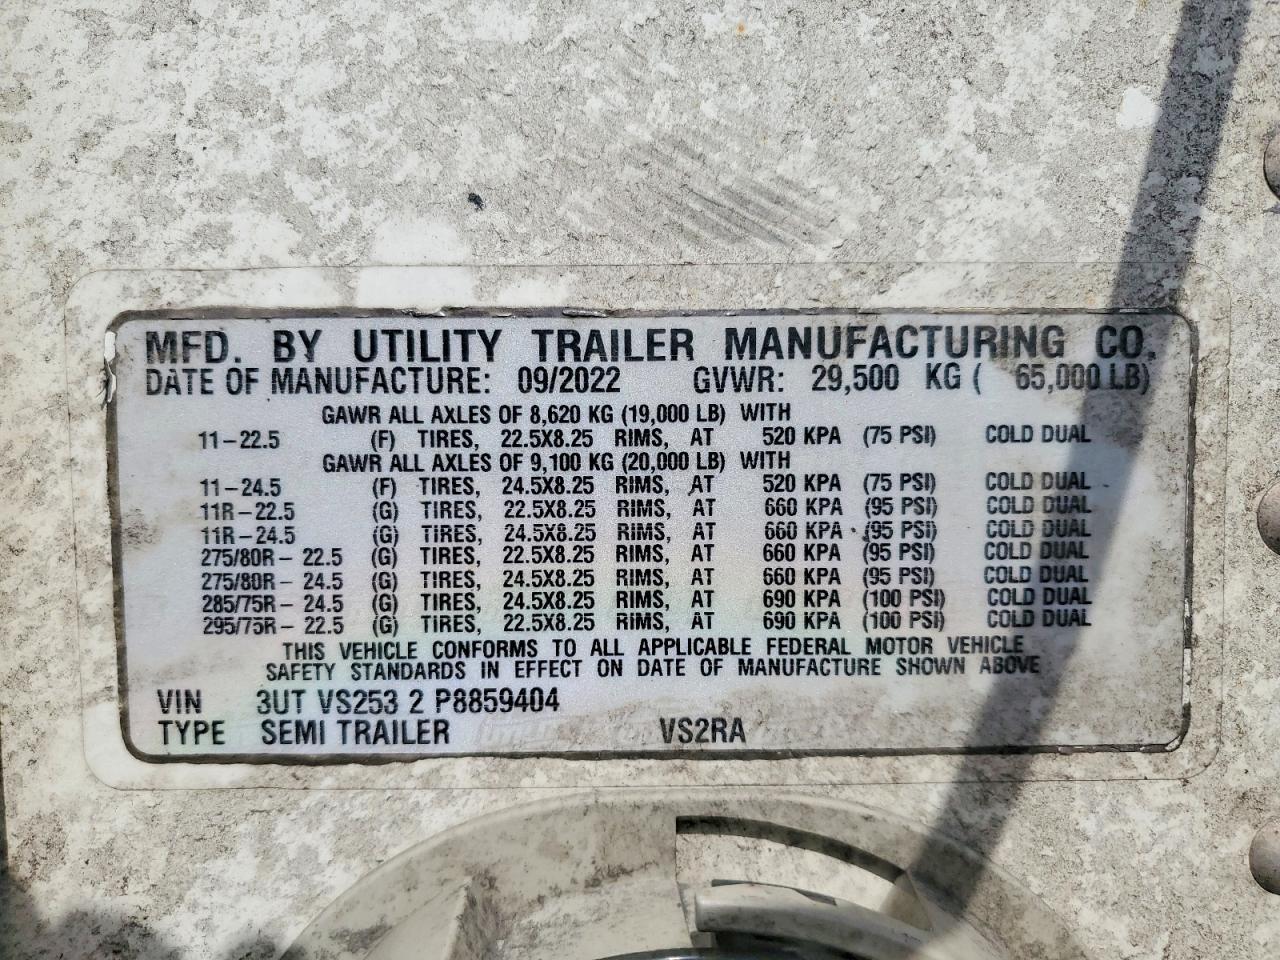 MFD. BY UTILITY TRAILER MANUFACTURING CO.
DATE OF MANUFACTURE: 09/2022 GVWR: 29,500 KG ( 65,000 LB)
GAWR ALL AXLES OF 8,620 KG (19,000 LB) WITH
11-22.5 (F) TIRES, 22.5X8.25 RIMS, AT 520 KPA (75 PSI) COLD DUAL
GAWR ALL AXLES OF 9,100 KG (20,000 LB) WITH
11-24.5 (F) TIRES, 24.5X8.25 RIMS, AT 520 KPA (75 PSI) COLD DUAL
11R-22.5 (G) TIRES, 22.5X8.25 RIMS, AT 660 KPA (95 PSI) COLD DUAL
11R-24.5 (G) TIRES, 24.5X8.25 RIMS, AT 660 KPA (95 PSI) COLD DUAL
275/80R- 22.5 (G) TIRES, 22.5X8.25 RIMS, AT 660 KPA (95 PSI) COLD DUAL
275/80R- 24.5 (G) TIRES, 24.5X8.25 RIMS, AT 660 KPA (95 PSI) COLD DUAL
285/75R- 24.5 (G) TIRES, 24.5X8.25 RIMS, AT 690 KPA (100 PSI) COLD DUAL
295/75R- 22.5 (G) TIRES, 22.5X8.25 RIMS, AT 690 KPA (100 PSI) COLD DUAL
THIS VEHICLE CONFORMS TO ALL APPLICABLE FEDERAL MOTOR VEHICLE
SAFETY STANDARDS IN EFFECT ON DATE OF MANUFACTURE SHOWN ABOVE
VIN 3UT VS253 2 P8859404
TYPE SEMI TRAILER VS2RA